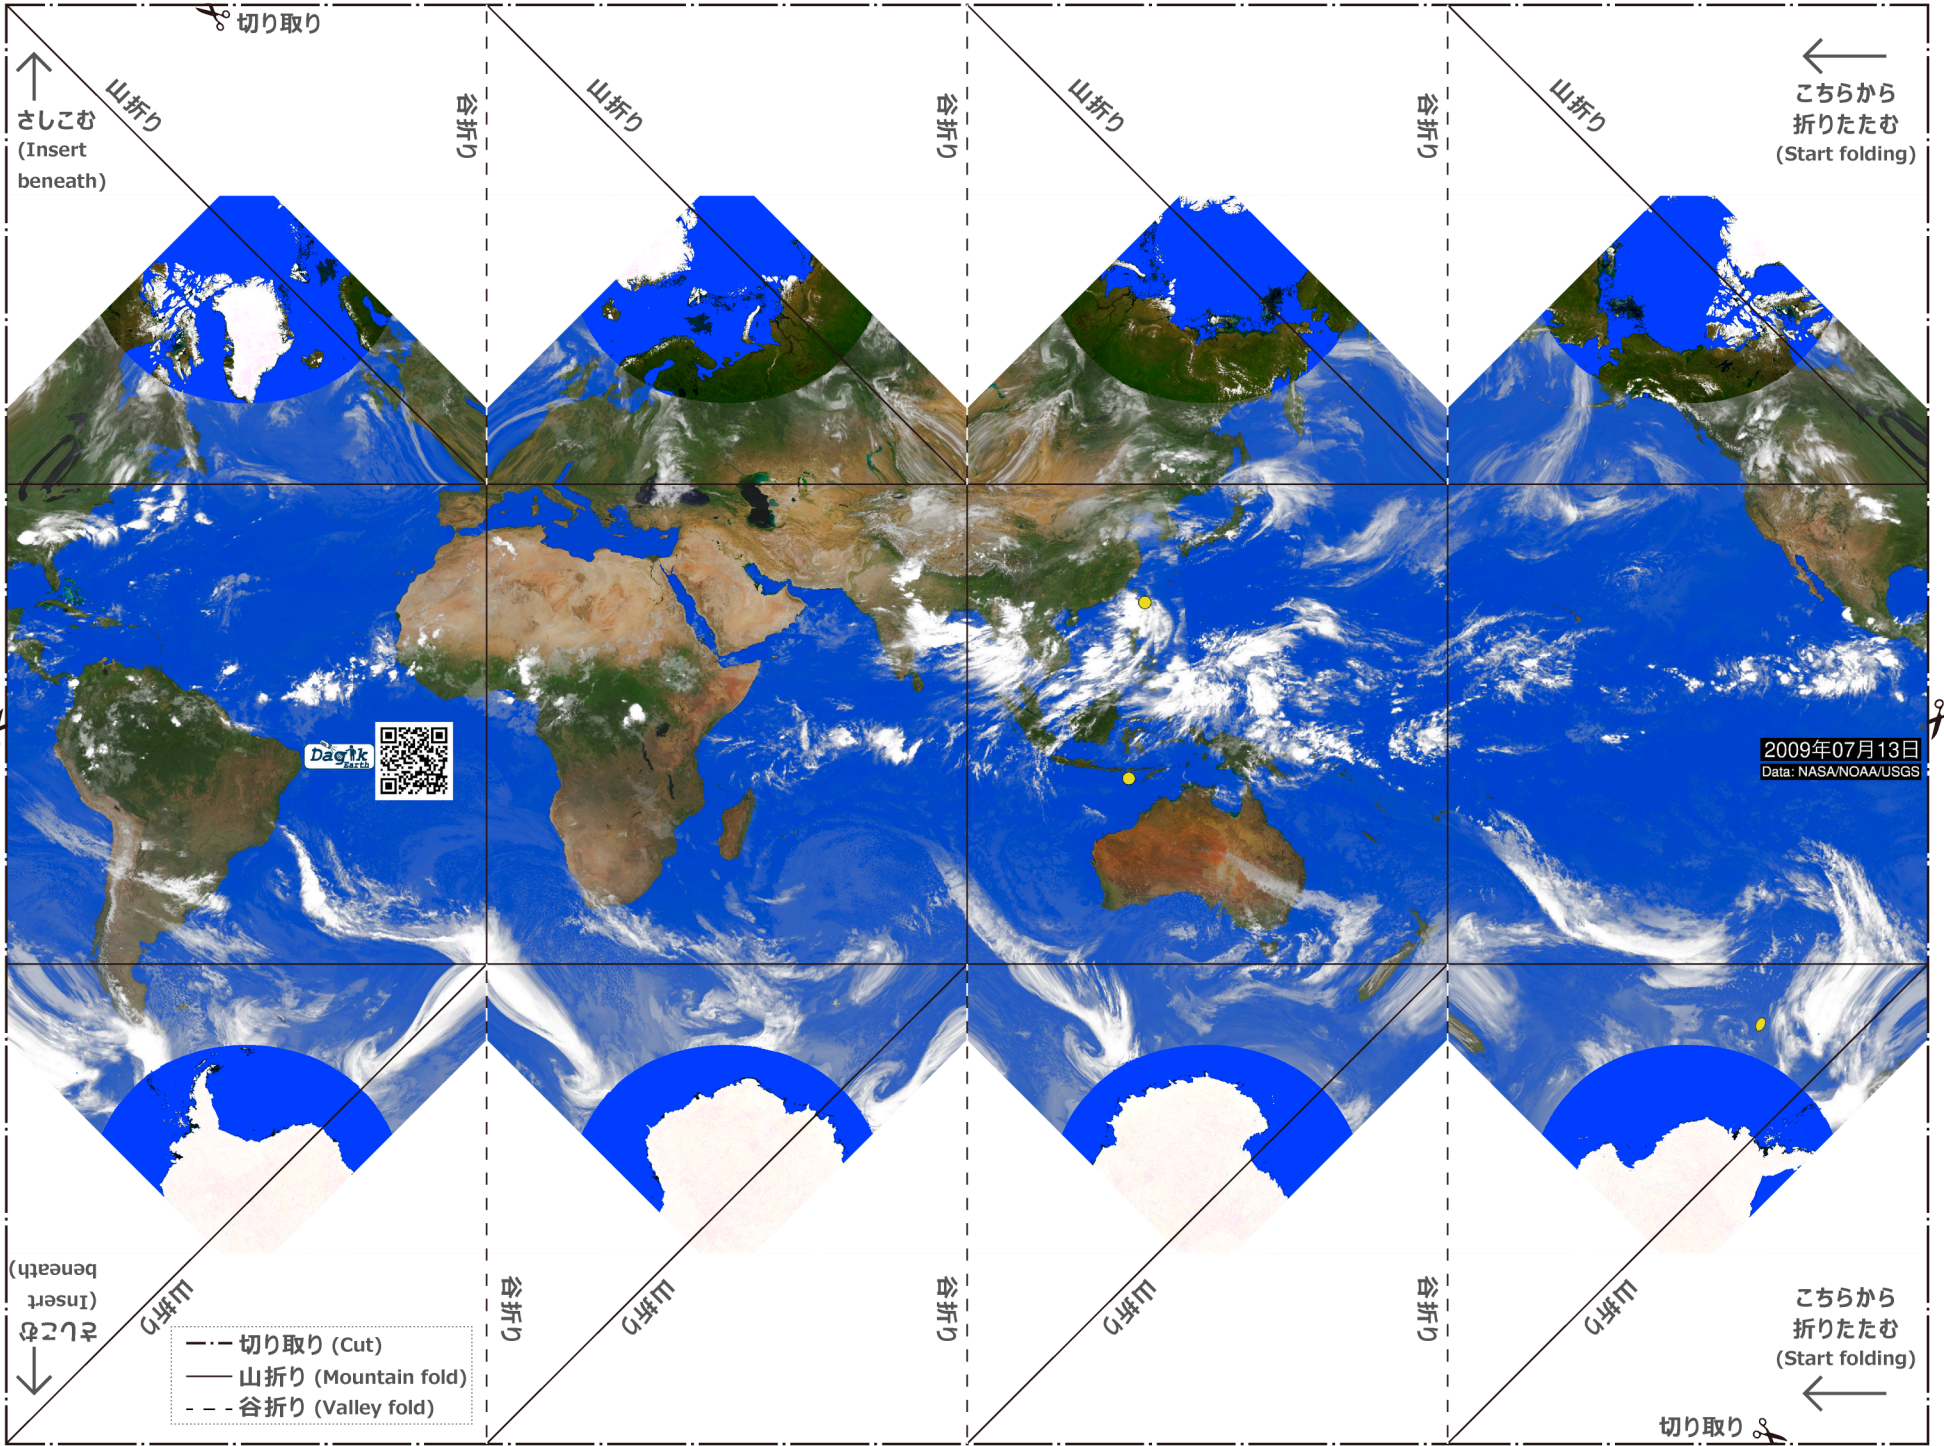 切り取り
山折り
谷折り
山折り
谷折り
山折り
谷折り
山折り
こちらから
折りたたむ
(Start folding)
さしこむ
(Insert
beneath)
Dagik
Earth
2009年07月13日
Data: NASA/NOAA/USGS
さしこむ
(Insert
beneath)
山折り
谷折り
山折り
谷折り
山折り
谷折り
山折り
こちらから
折りたたむ
(Start folding)
切り取り (Cut)
山折り (Mountain fold)
谷折り (Valley fold)
切り取り